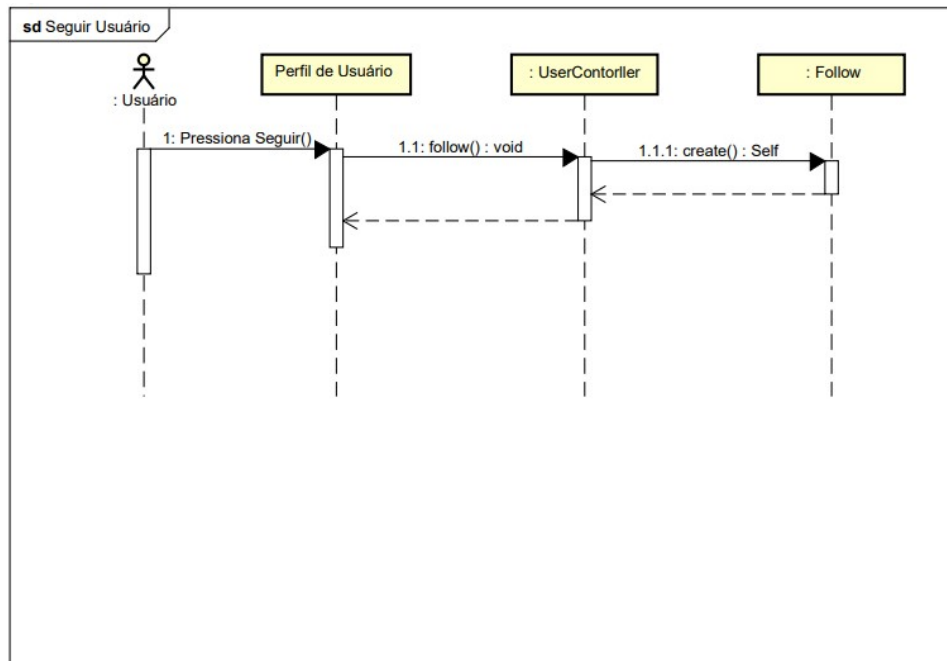 sd Seguir Usuário
: Usuário
Perfil de Usuário
: UserContorller
: Follow
1: Pressiona Seguir()
1.1: follow() : void
1.1.1: create() : Self